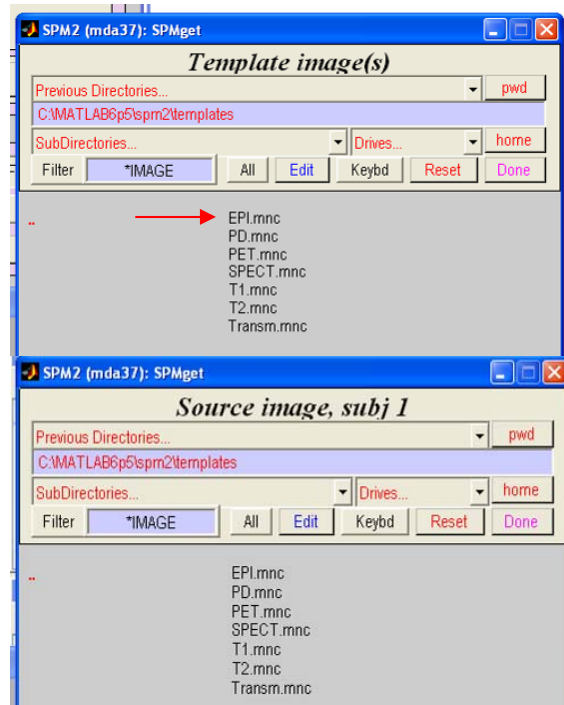 SPM2 (mda37): SPMget
Template image(s)
Previous Directories... pwd
C:\MATLAB6p5\spm2\templates
SubDirectories... Drives... home
Filter *IMAGE All Edit Keybd Reset Done
.. EPI.mnc
PD.mnc
PET.mnc
SPECT.mnc
T1.mnc
T2.mnc
Transm.mnc
SPM2 (mda37): SPMget
Source image, subj 1
Previous Directories... pwd
C:\MATLAB6p5\spm2\templates
SubDirectories... Drives... home
Filter *IMAGE All Edit Keybd Reset Done
.. EPI.mnc
PD.mnc
PET.mnc
SPECT.mnc
T1.mnc
T2.mnc
Transm.mnc